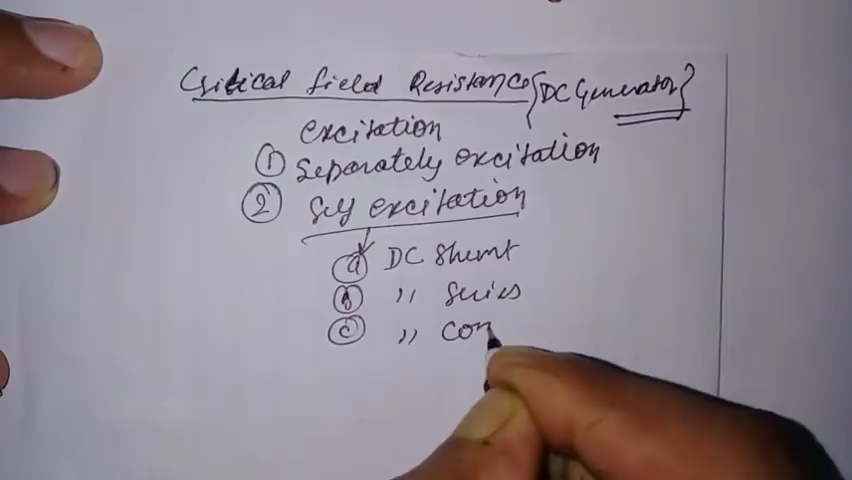 Critical field Resistance {DC Generator}
excitation
① Separately excitation
② Self excitation
ⓐ DC Shunt
ⓑ ,, Series
ⓒ ,, Com